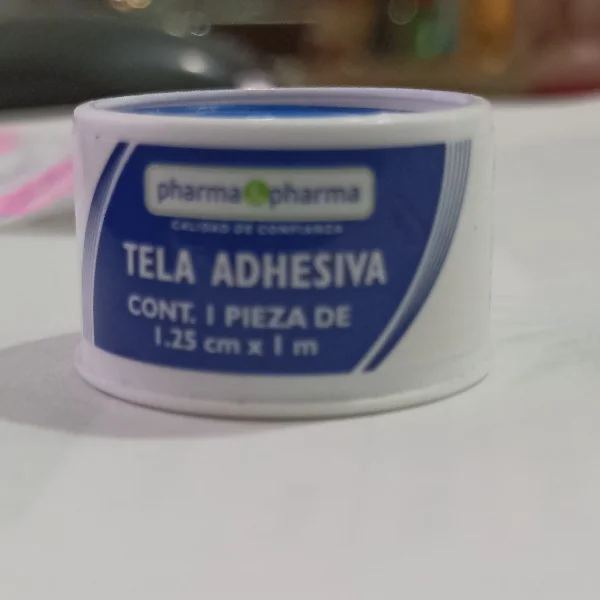 pharma&pharma
CALIDAD DE CONFIANZA
TELA ADHESIVA
CONT. 1 PIEZA DE
1.25 cm x 1 m